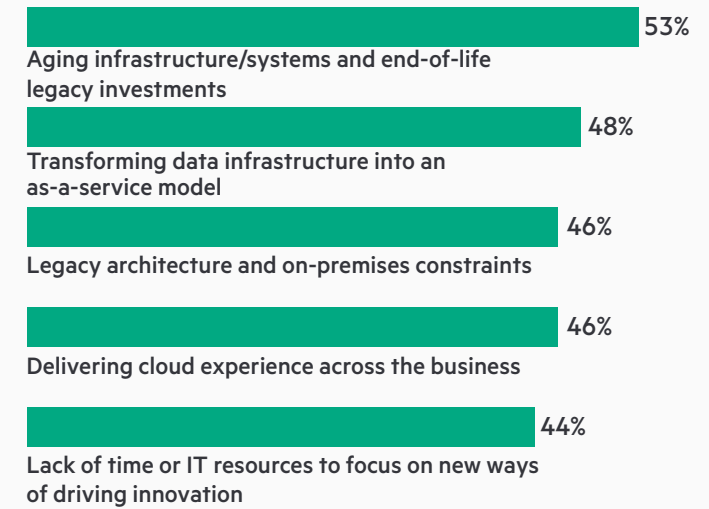 53%
Aging infrastructure/systems and end-of-life
legacy investments
48%
Transforming data infrastructure into an
as-a-service model
46%
Legacy architecture and on-premises constraints
46%
Delivering cloud experience across the business
44%
Lack of time or IT resources to focus on new ways
of driving innovation